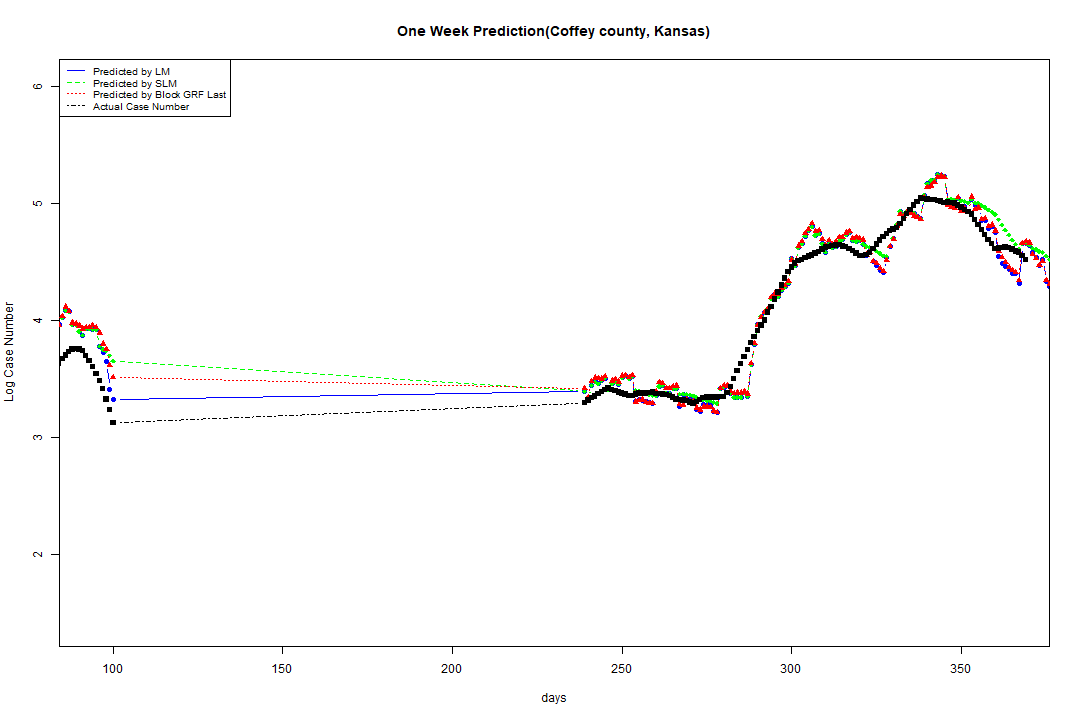 One Week Prediction(Coffey county, Kansas)
Predicted by LM
Predicted by SLM
Predicted by Block GRF Last
Actual Case Number
6
5
4
3
2
Log Case Number
100 150 200 250 300 350
days